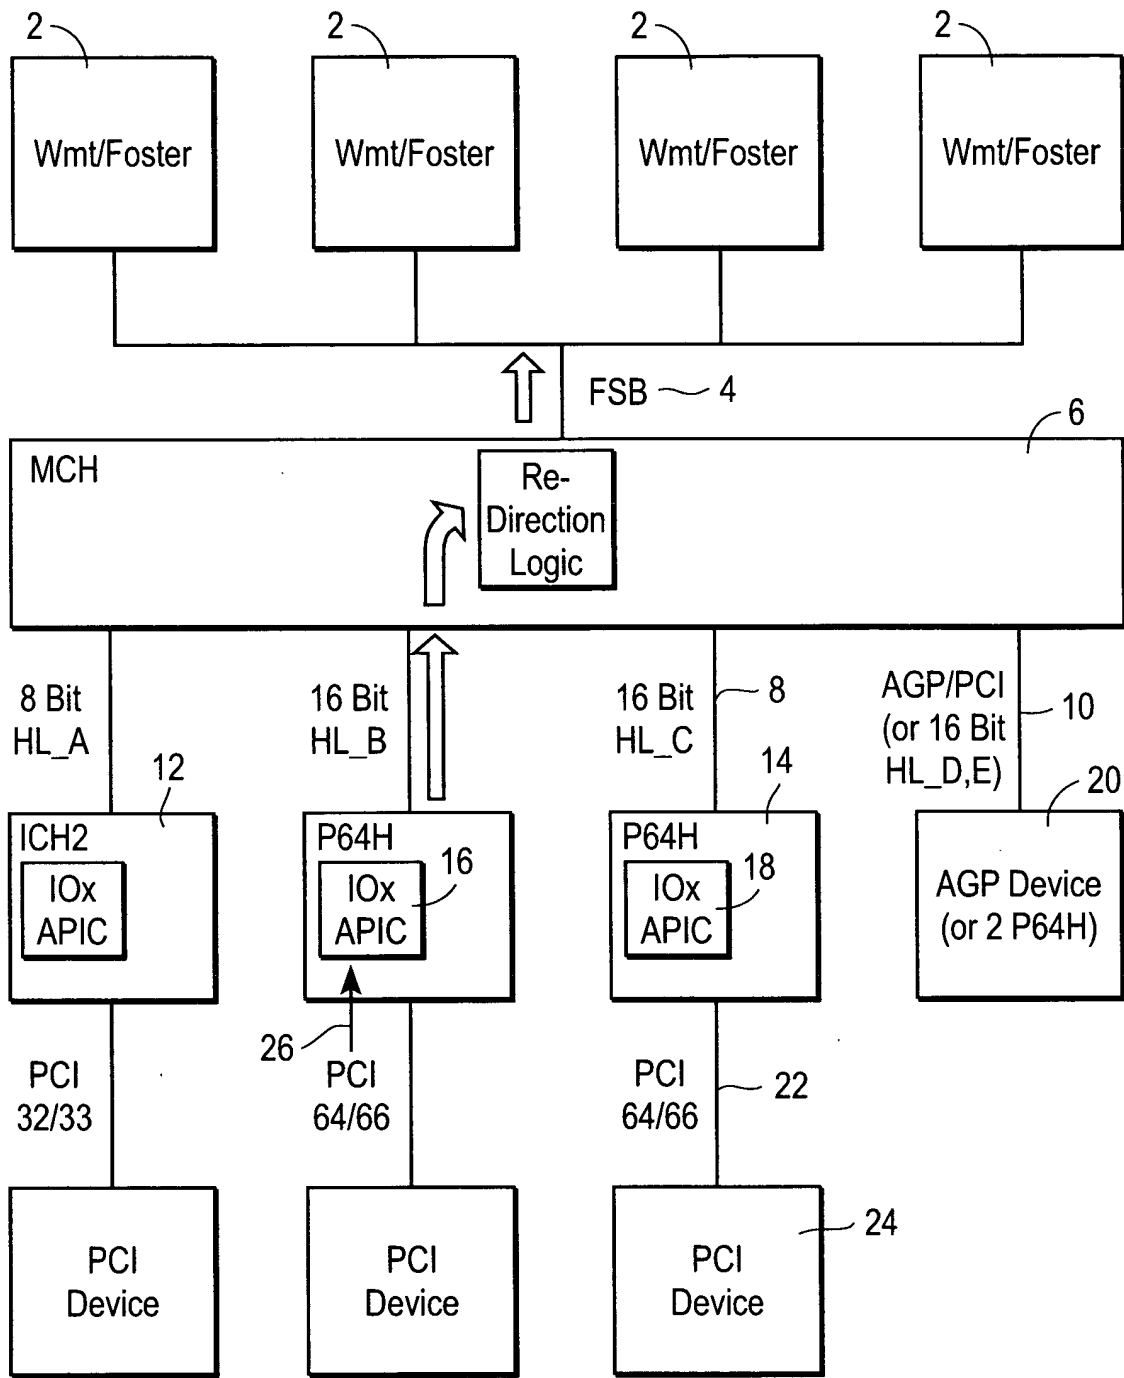 2 2 2 2
Wmt/Foster Wmt/Foster Wmt/Foster Wmt/Foster
FSB 4
6
MCH
Re-
Direction
Logic
8 Bit
HL_A
16 Bit
HL_B
16 Bit
HL_C
8
AGP/PCI
(or 16 Bit
HL_D,E)
10
12
14
20
ICH2
IOx
APIC
P64H
IOx
APIC
16
P64H
IOx
APIC
18
AGP Device
(or 2 P64H)
26
PCI
32/33
PCI
64/66
PCI
64/66
22
PCI
Device
PCI
Device
PCI
Device
24